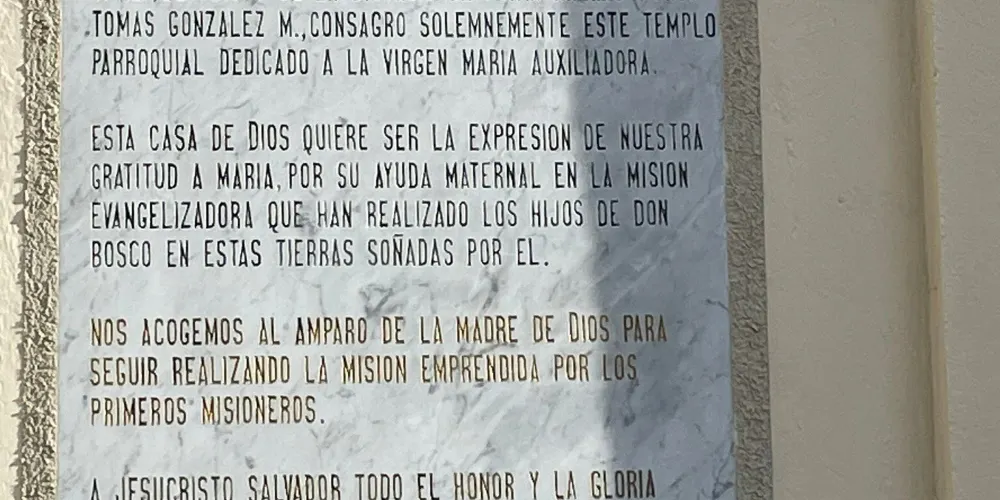 TOMAS GONZALEZ M., CONSAGRO SOLEMNEMENTE ESTE TEMPLO
PARROQUIAL DEDICADO A LA VIRGEN MARIA AUXILIADORA.
ESTA CASA DE DIOS QUIERE SER LA EXPRESION DE NUESTRA
GRATITUD A MARIA, POR SU AYUDA MATERNAL EN LA MISION
EVANGELIZADORA QUE HAN REALIZADO LOS HIJOS DE DON
BOSCO EN ESTAS TIERRAS SOÑADAS POR EL.
NOS ACOGEMOS AL AMPARO DE LA MADRE DE DIOS PARA
SEGUIR REALIZANDO LA MISION EMPRENDIDA POR LOS
PRIMEROS MISIONEROS.
A JESUCRISTO SALVADOR TODO EL HONOR Y LA GLORIA